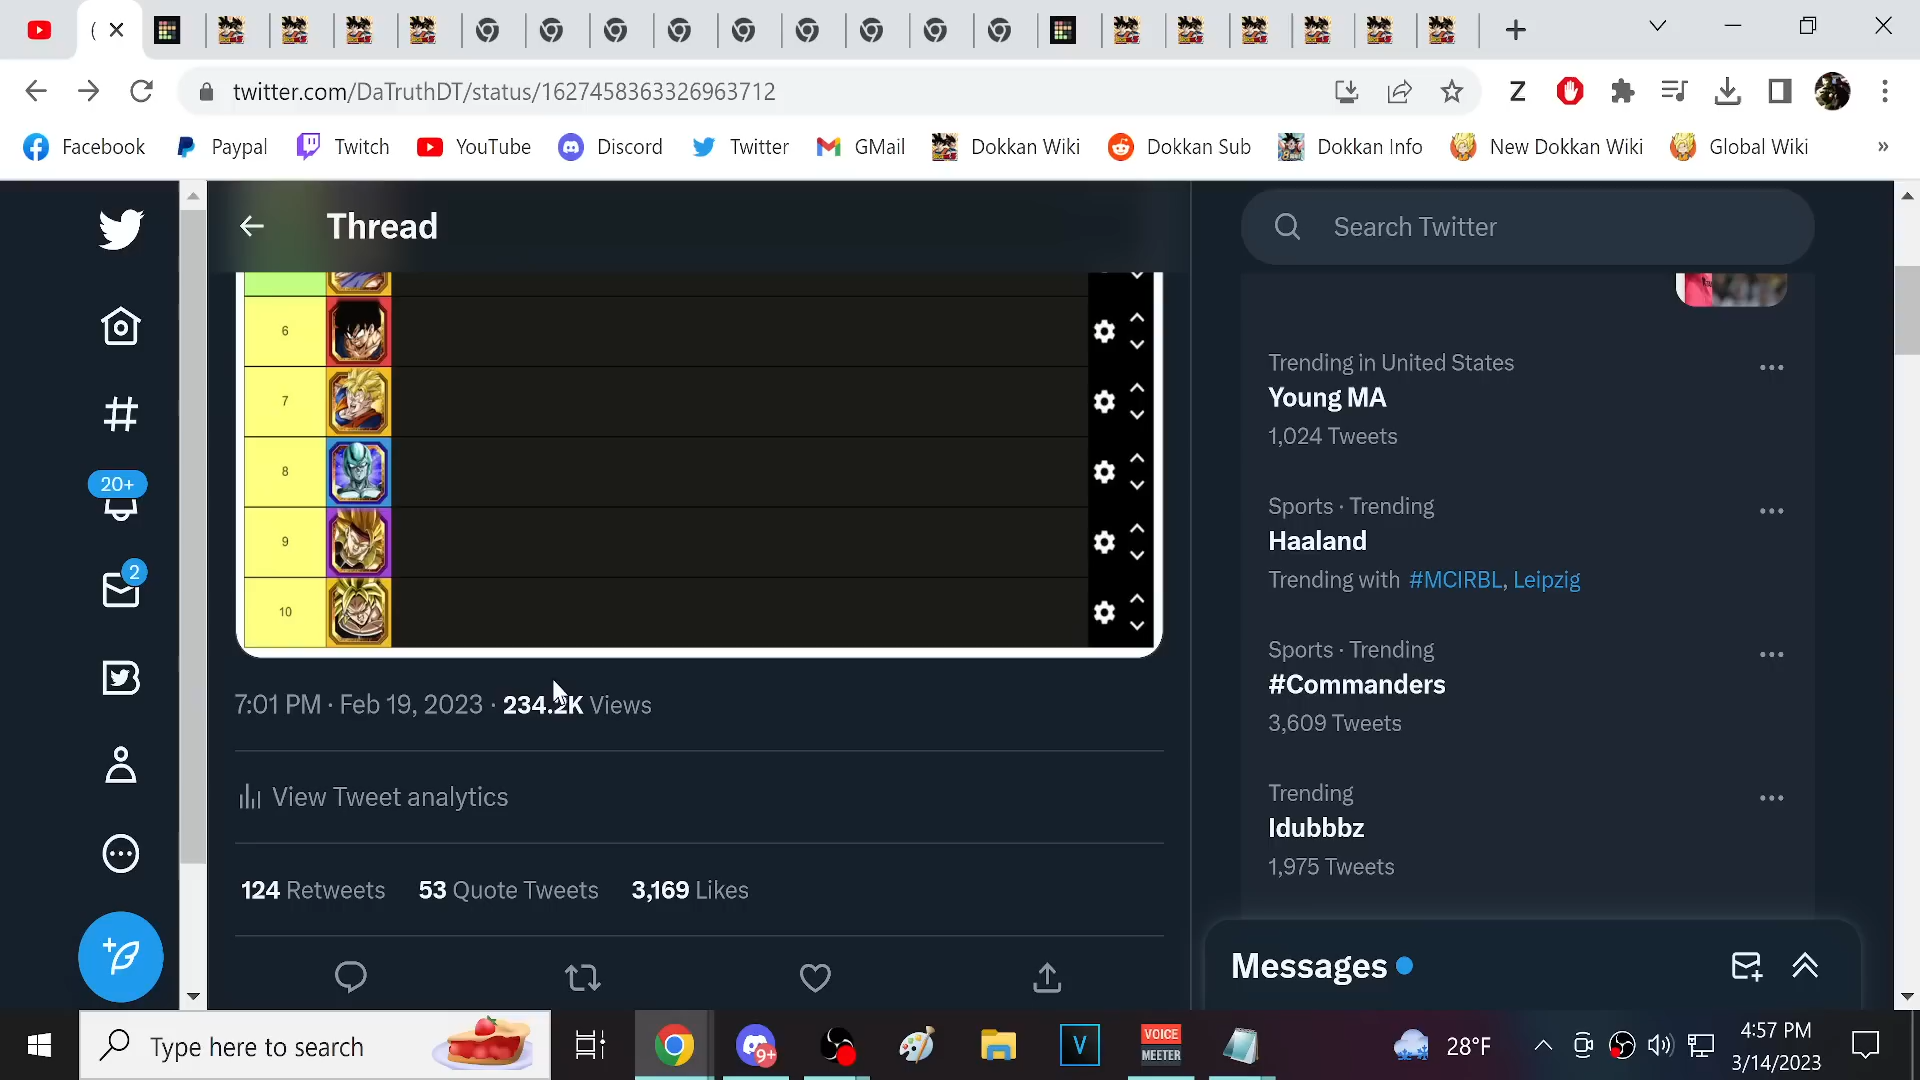 (
twitter.com/DaTruthDT/status/1627458363326963712
Z
Facebook
Paypal
Twitch
YouTube
Discord
Twitter
GMail
Dokkan Wiki
Dokkan Sub
Dokkan Info
New Dokkan Wiki
Global Wiki
»
Thread
Search Twitter
6
7
8
9
10
20+
2
7:01 PM · Feb 19, 2023 · 234.2K Views
View Tweet analytics
124 Retweets 53 Quote Tweets 3,169 Likes
Trending in United States
Young MA
1,024 Tweets
Sports · Trending
Haaland
Trending with #MCIRBL, Leipzig
Sports · Trending
#Commanders
3,609 Tweets
Trending
Idubbbz
1,975 Tweets
Messages
Type here to search
9+
V
VOICE
MEETER
28°F
4:57 PM
3/14/2023